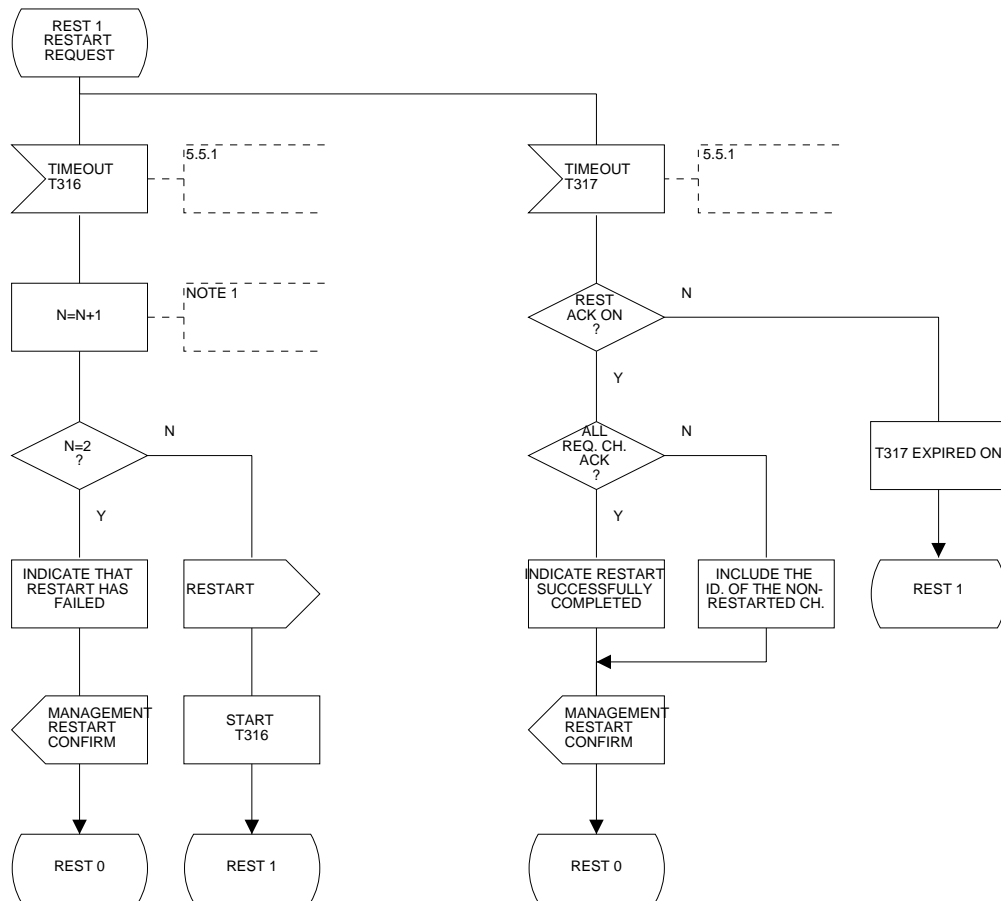 REST 1
RESTART
REQUEST
TIMEOUT
T316
5.5.1
TIMEOUT
T317
5.5.1
N=N+1
NOTE 1
REST
ACK ON
?
N
Y
N=2
?
N
Y
ALL
REQ. CH.
ACK
?
N
Y
T317 EXPIRED ON
INDICATE THAT
RESTART HAS
FAILED
RESTART
INDICATE RESTART
SUCCESSFULLY
COMPLETED
INCLUDE THE
ID. OF THE NON-
RESTARTED CH.
REST 1
MANAGEMENT
RESTART
CONFIRM
START
T316
MANAGEMENT
RESTART
CONFIRM
REST 0
REST 1
REST 0